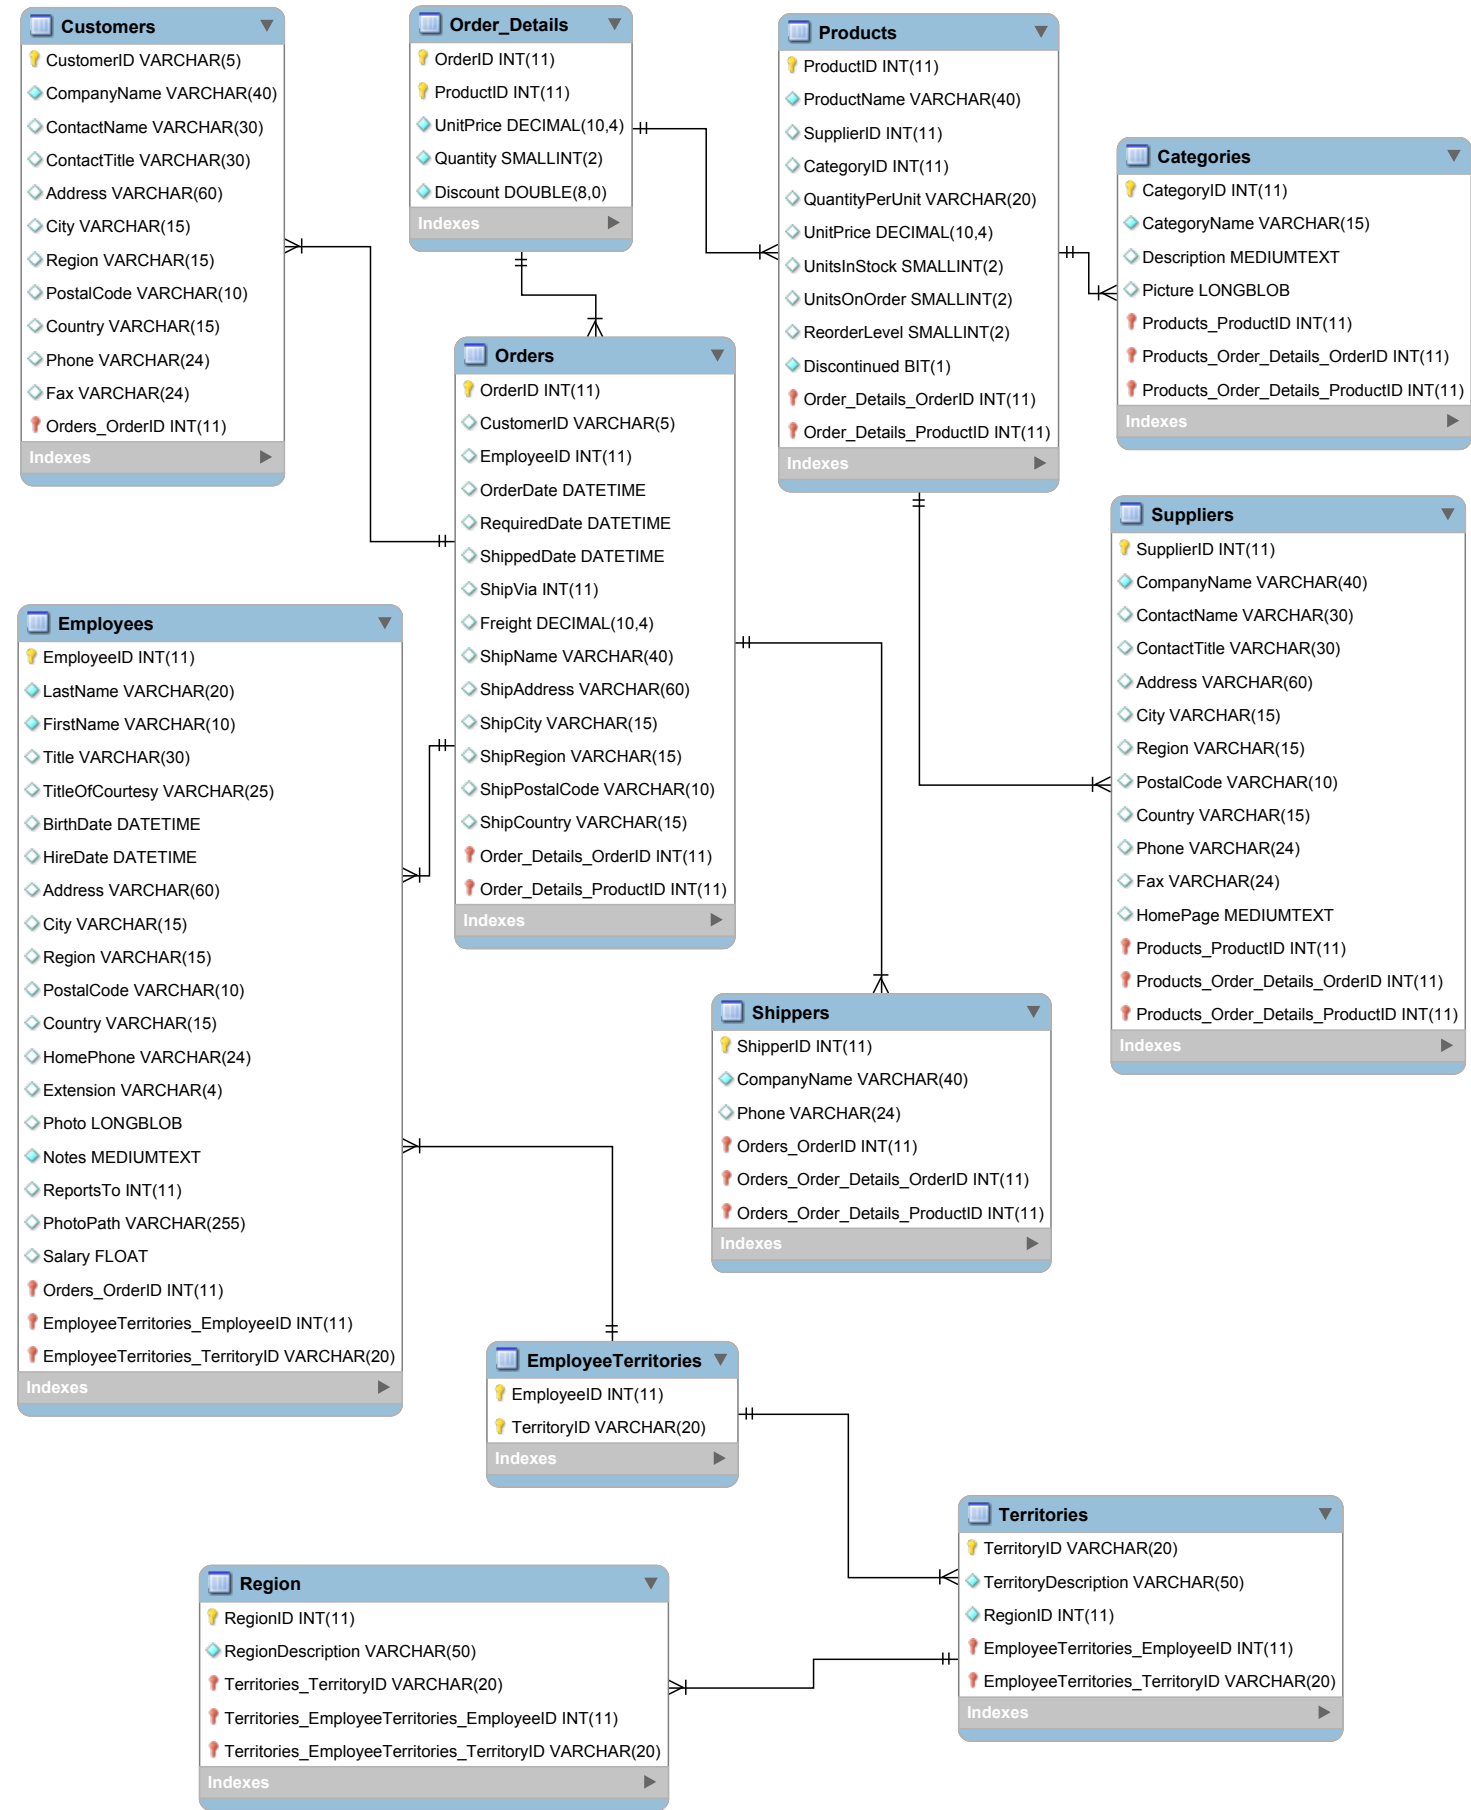 Customers
CustomerID VARCHAR(5)
CompanyName VARCHAR(40)
ContactName VARCHAR(30)
ContactTitle VARCHAR(30)
Address VARCHAR(60)
City VARCHAR(15)
Region VARCHAR(15)
PostalCode VARCHAR(10)
Country VARCHAR(15)
Phone VARCHAR(24)
Fax VARCHAR(24)
Orders_OrderID INT(11)
Indexes
Order_Details
OrderID INT(11)
ProductID INT(11)
UnitPrice DECIMAL(10,4)
Quantity SMALLINT(2)
Discount DOUBLE(8,0)
Indexes
Products
ProductID INT(11)
ProductName VARCHAR(40)
SupplierID INT(11)
CategoryID INT(11)
QuantityPerUnit VARCHAR(20)
UnitPrice DECIMAL(10,4)
UnitsInStock SMALLINT(2)
UnitsOnOrder SMALLINT(2)
ReorderLevel SMALLINT(2)
Discontinued BIT(1)
Order_Details_OrderID INT(11)
Order_Details_ProductID INT(11)
Indexes
Categories
CategoryID INT(11)
CategoryName VARCHAR(15)
Description MEDIUMTEXT
Picture LONGBLOB
Products_ProductID INT(11)
Products_Order_Details_OrderID INT(11)
Products_Order_Details_ProductID INT(11)
Indexes
Orders
OrderID INT(11)
CustomerID VARCHAR(5)
EmployeeID INT(11)
OrderDate DATETIME
RequiredDate DATETIME
ShippedDate DATETIME
ShipVia INT(11)
Freight DECIMAL(10,4)
ShipName VARCHAR(40)
ShipAddress VARCHAR(60)
ShipCity VARCHAR(15)
ShipRegion VARCHAR(15)
ShipPostalCode VARCHAR(10)
ShipCountry VARCHAR(15)
Order_Details_OrderID INT(11)
Order_Details_ProductID INT(11)
Indexes
Suppliers
SupplierID INT(11)
CompanyName VARCHAR(40)
ContactName VARCHAR(30)
ContactTitle VARCHAR(30)
Address VARCHAR(60)
City VARCHAR(15)
Region VARCHAR(15)
PostalCode VARCHAR(10)
Country VARCHAR(15)
Phone VARCHAR(24)
Fax VARCHAR(24)
HomePage MEDIUMTEXT
Products_ProductID INT(11)
Products_Order_Details_OrderID INT(11)
Products_Order_Details_ProductID INT(11)
Indexes
Employees
EmployeeID INT(11)
LastName VARCHAR(20)
FirstName VARCHAR(10)
Title VARCHAR(30)
TitleOfCourtesy VARCHAR(25)
BirthDate DATETIME
HireDate DATETIME
Address VARCHAR(60)
City VARCHAR(15)
Region VARCHAR(15)
PostalCode VARCHAR(10)
Country VARCHAR(15)
HomePhone VARCHAR(24)
Extension VARCHAR(4)
Photo LONGBLOB
Notes MEDIUMTEXT
ReportsTo INT(11)
PhotoPath VARCHAR(255)
Salary FLOAT
Orders_OrderID INT(11)
EmployeeTerritories_EmployeeID INT(11)
EmployeeTerritories_TerritoryID VARCHAR(20)
Indexes
Shippers
ShipperID INT(11)
CompanyName VARCHAR(40)
Phone VARCHAR(24)
Orders_OrderID INT(11)
Orders_Order_Details_OrderID INT(11)
Orders_Order_Details_ProductID INT(11)
Indexes
EmployeeTerritories
EmployeeID INT(11)
TerritoryID VARCHAR(20)
Indexes
Territories
TerritoryID VARCHAR(20)
TerritoryDescription VARCHAR(50)
RegionID INT(11)
EmployeeTerritories_EmployeeID INT(11)
EmployeeTerritories_TerritoryID VARCHAR(20)
Indexes
Region
RegionID INT(11)
RegionDescription VARCHAR(50)
Territories_TerritoryID VARCHAR(20)
Territories_EmployeeTerritories_EmployeeID INT(11)
Territories_EmployeeTerritories_TerritoryID VARCHAR(20)
Indexes